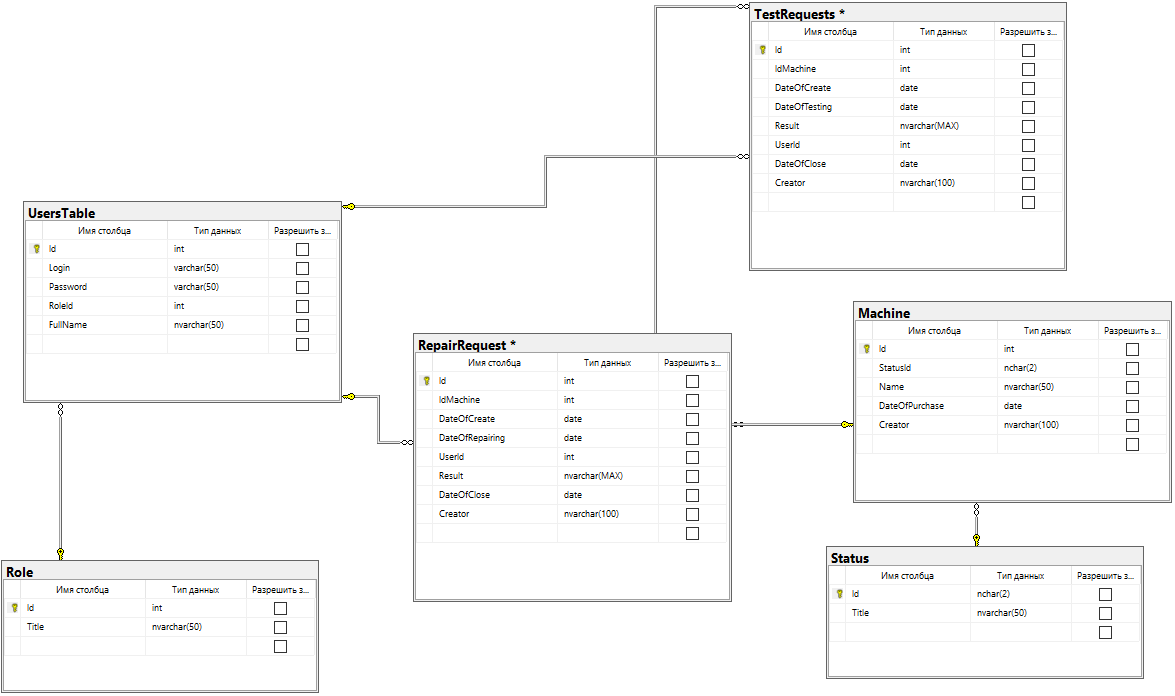 TestRequests *
Имя столбца Тип данных Разрешить з...
Id int
IdMachine int
DateOfCreate date
DateOfTesting date
Result nvarchar(MAX)
UserId int
DateOfClose date
Creator nvarchar(100)
UsersTable
Имя столбца Тип данных Разрешить з...
Id int
Login varchar(50)
Password varchar(50)
RoleId int
FullName nvarchar(50)
Machine
Имя столбца Тип данных Разрешить з...
Id int
StatusId nchar(2)
Name nvarchar(50)
DateOfPurchase date
Creator nvarchar(100)
RepairRequest *
Имя столбца Тип данных Разрешить з...
Id int
IdMachine int
DateOfCreate date
DateOfRepairing date
UserId int
Result nvarchar(MAX)
DateOfClose date
Creator nvarchar(100)
Role
Имя столбца Тип данных Разрешить з...
Id int
Title nvarchar(50)
Status
Имя столбца Тип данных Разрешить з...
Id nchar(2)
Title nvarchar(50)